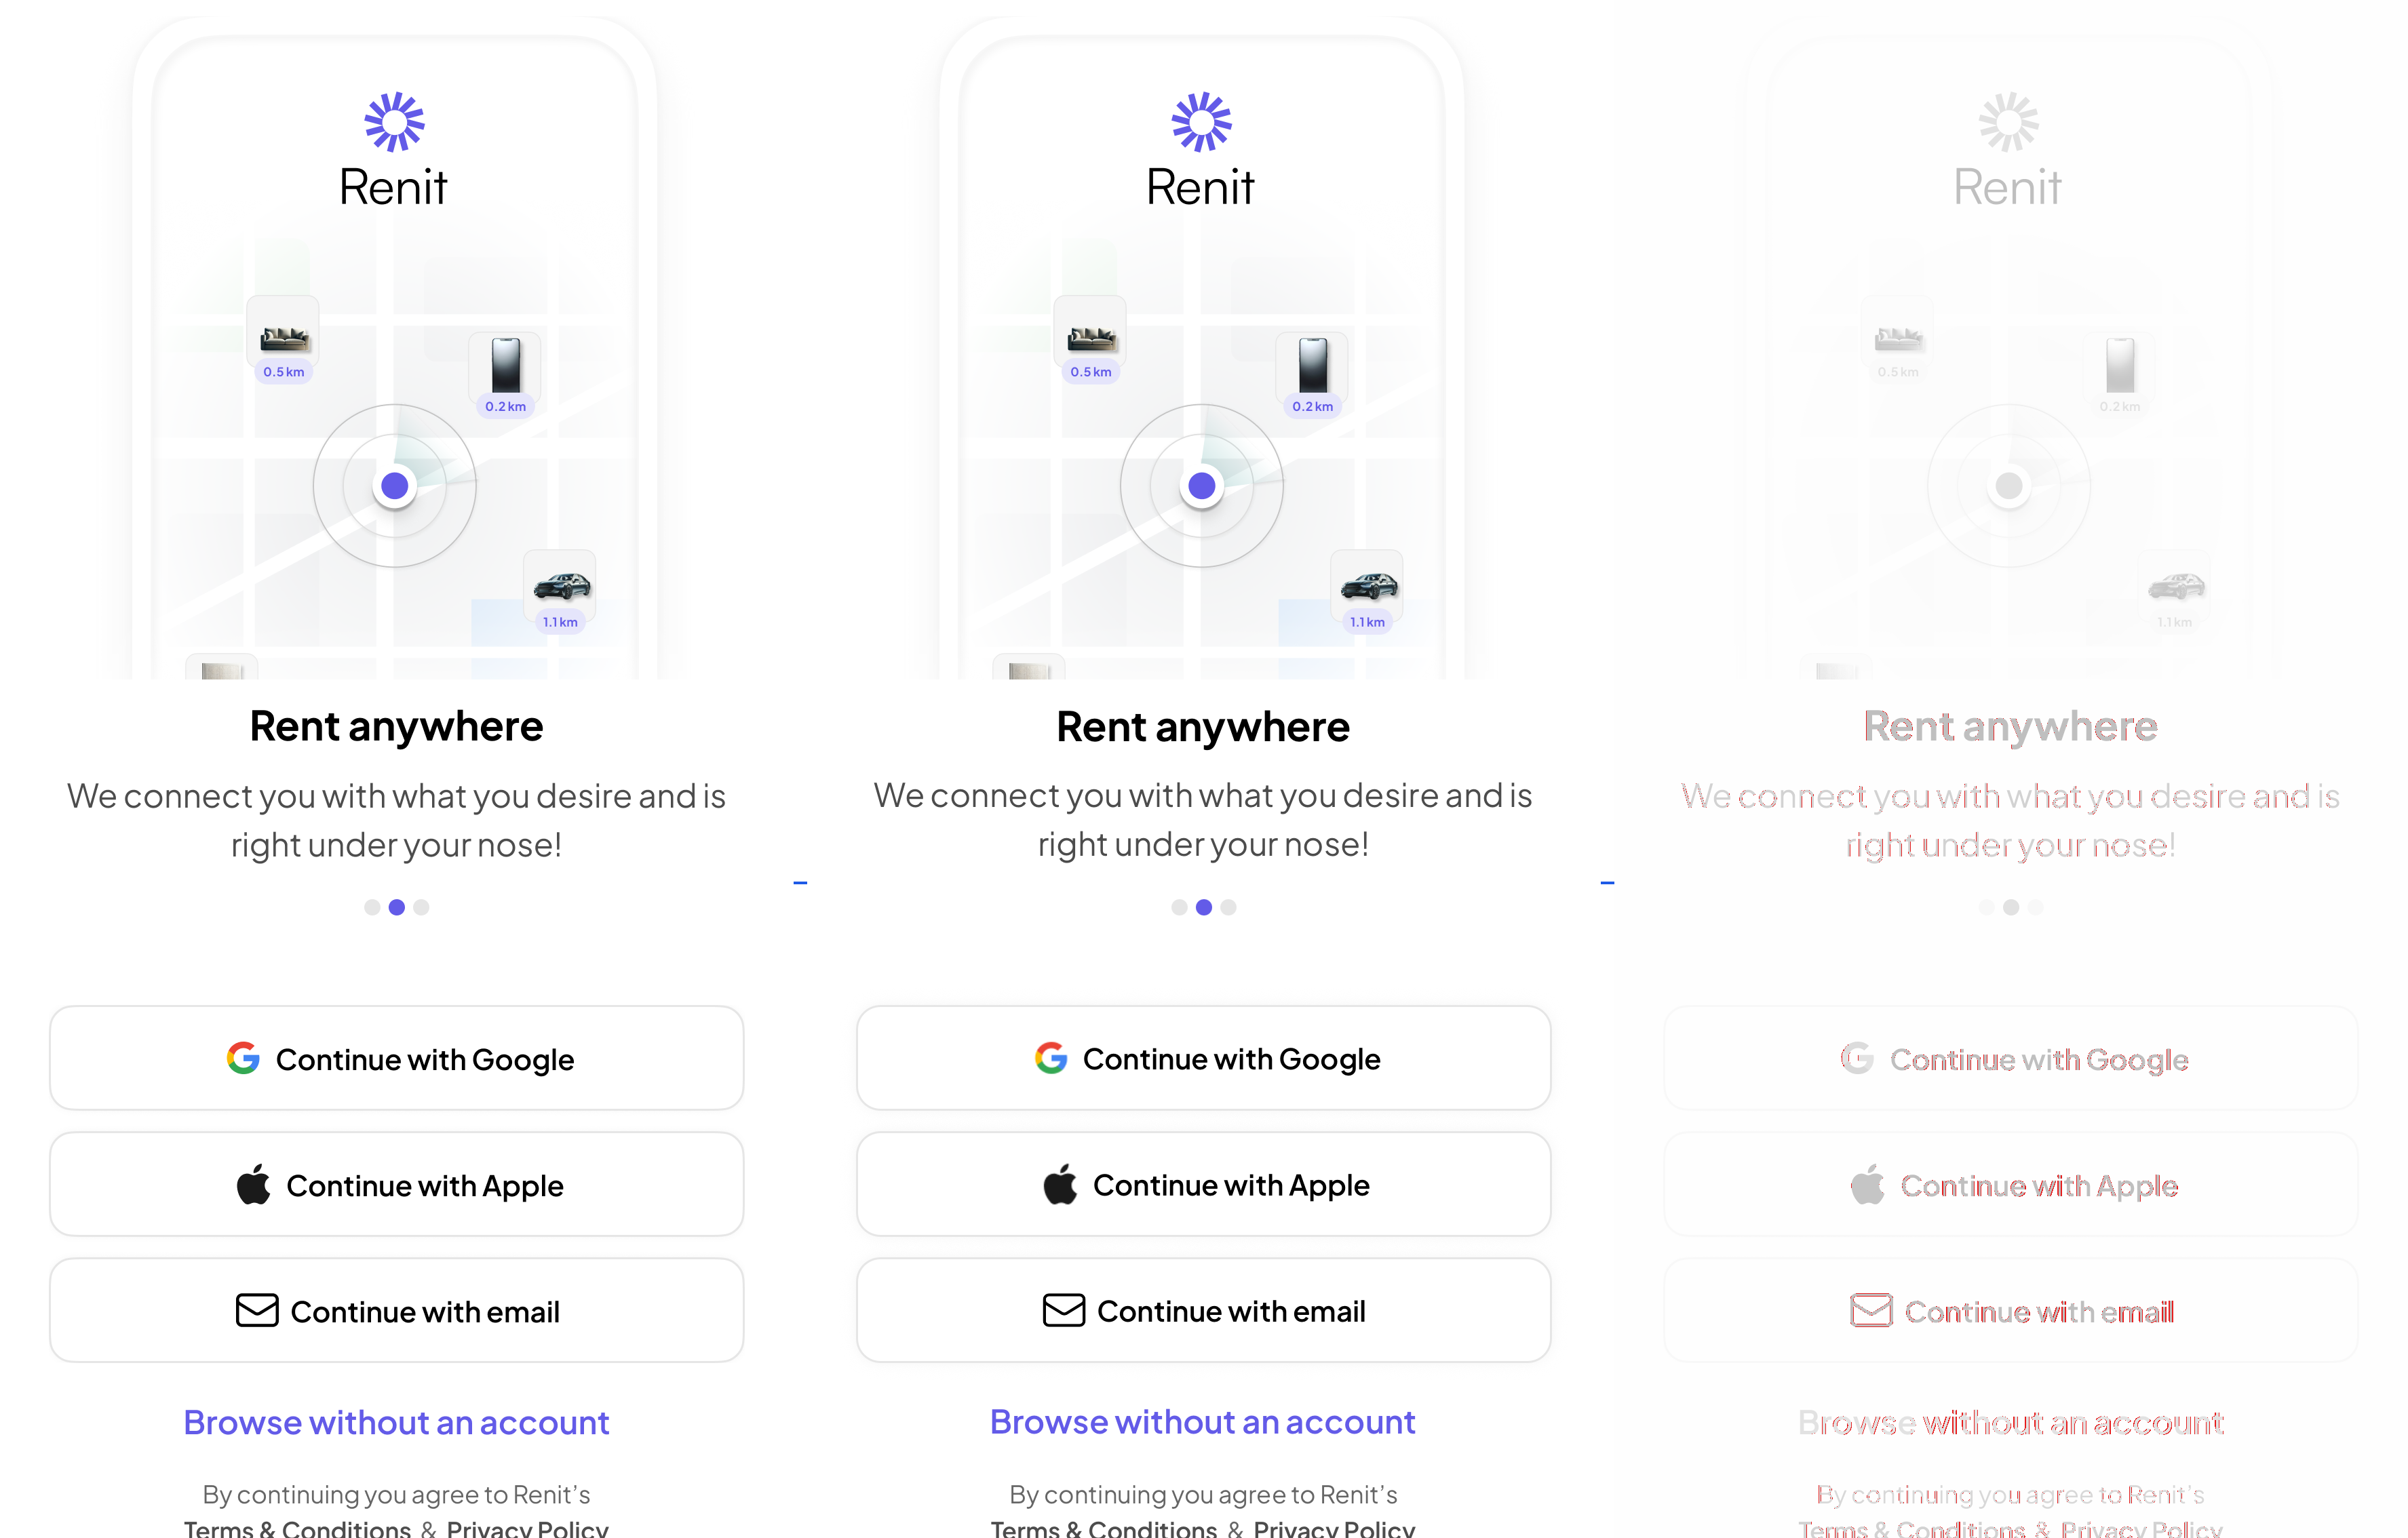 Renit
0.5 km
0.2 km
1.1 km
Rent anywhere
We connect you with what you desire and is
right under your nose!
Continue with Google
Continue with Apple
Continue with email
Browse without an account
By continuing you agree to Renit’s
Terms & Conditions & Privacy Policy
Renit
0.5 km
0.2 km
1.1 km
Rent anywhere
We connect you with what you desire and is
right under your nose!
Continue with Google
Continue with Apple
Continue with email
Browse without an account
By continuing you agree to Renit’s
Terms & Conditions & Privacy Policy
Renit
0.5 km
0.2 km
1.1 km
Rent anywhere
We connect you with what you desire and is
right under your nose!
Continue with Google
Continue with Apple
Continue with email
Browse without an account
By continuing you agree to Renit’s
Terms & Conditions & Privacy Policy